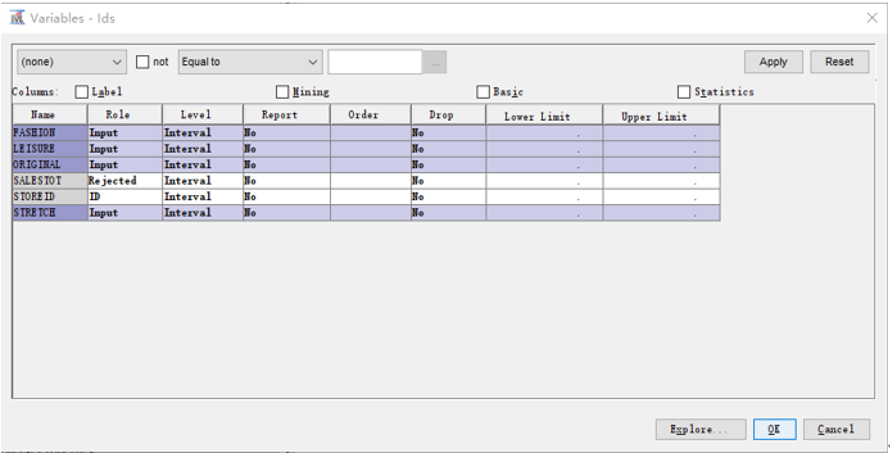 Variables - Ids
(none) not Equal to ... Apply Reset
Columns: Label Mining Basic Statistics
Name Role Level Report Order Drop Lower Limit Upper Limit
FASHION Input Interval No No . .
LEISURE Input Interval No No . .
ORIGINAL Input Interval No No . .
SALESTOT Rejected Interval No No . .
STOREID ID Interval No No . .
STRETCH Input Interval No No . .
Explore... OK Cancel